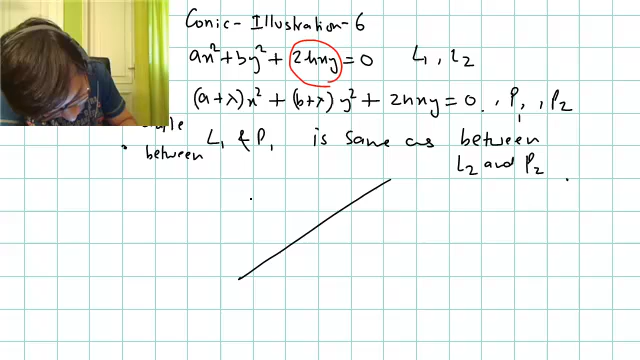 Conic - Illustration - 6
ax² + by² + 2hxy = 0 L₁, L₂
(a+λ)x² + (b+λ)y² + 2hxy = 0. , P₁, P₂
between L₁ & P₁ is same as between
L₂ and P₂